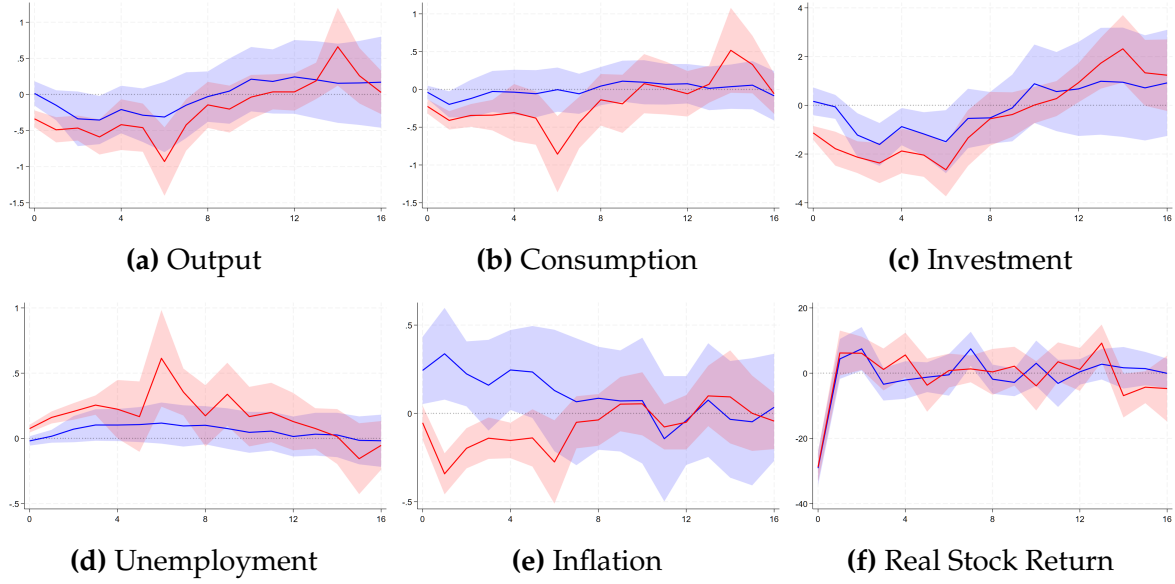 1
.5
0
-.5
-1
-1.5
0 4 8 12 16
(a) Output
1
.5
0
-.5
-1
-1.5
0 4 8 12 16
(b) Consumption
4
2
0
-2
-4
0 4 8 12 16
(c) Investment
1
.5
0
-.5
0 4 8 12 16
(d) Unemployment
.5
0
-.5
0 4 8 12 16
(e) Inflation
20
0
-20
-40
0 4 8 12 16
(f) Real Stock Return